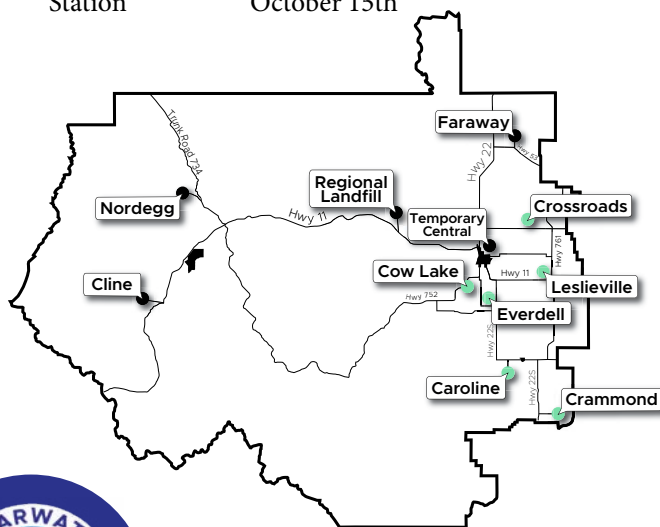 Station October 15th
Faraway
Trunk Road 734
Hwy 22
Hwy 53
Regional
Landfill
Nordegg
Crossroads
Hwy 11
Temporary
Central
Hwy 761
Cow Lake
Hwy 11
Cline
Leslieville
Hwy 752
Everdell
Hwy 22S
Caroline
Hwy 22S
Crammond